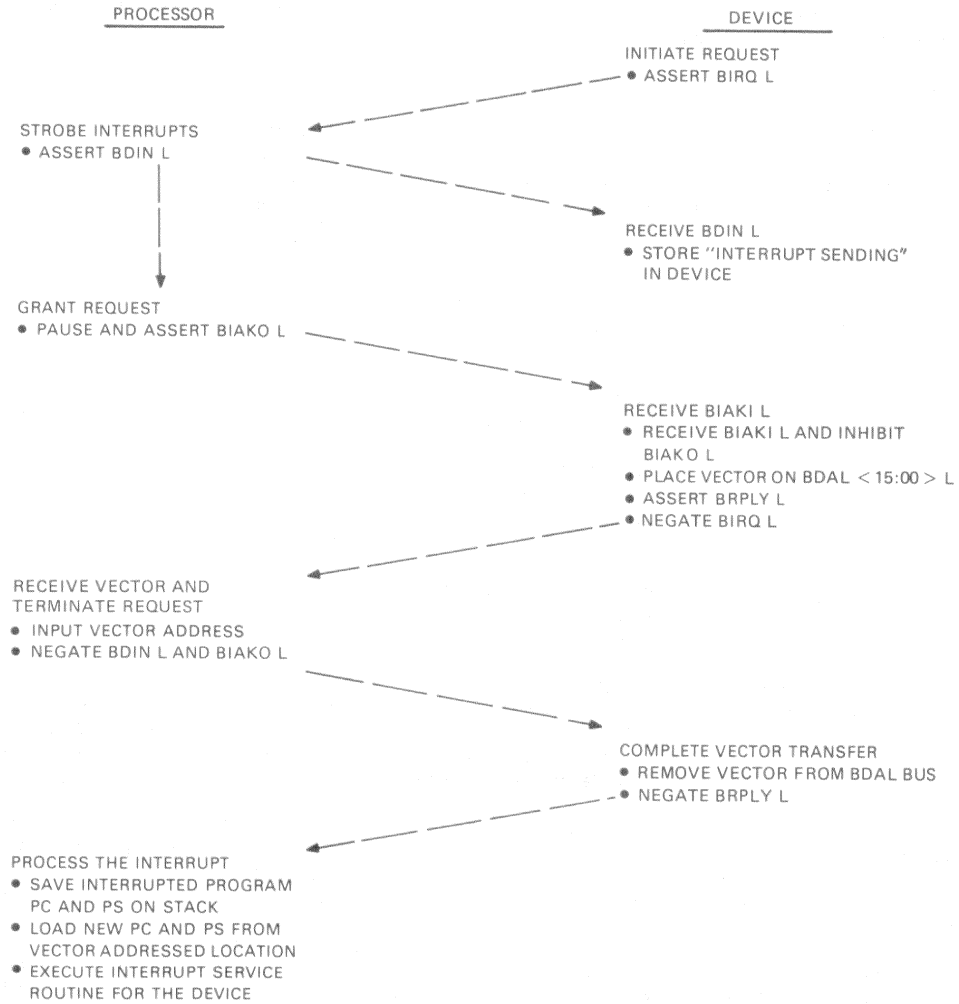 PROCESSOR
DEVICE
INITIATE REQUEST
● ASSERT BIRQ L
STROBE INTERRUPTS
● ASSERT BDIN L
RECEIVE BDIN L
● STORE "INTERRUPT SENDING"
IN DEVICE
GRANT REQUEST
● PAUSE AND ASSERT BIAKO L
RECEIVE BIAKI L
● RECEIVE BIAKI L AND INHIBIT
BIAKO L
● PLACE VECTOR ON BDAL < 15:00 > L
● ASSERT BRPLY L
● NEGATE BIRQ L
RECEIVE VECTOR AND
TERMINATE REQUEST
● INPUT VECTOR ADDRESS
● NEGATE BDIN L AND BIAKO L
COMPLETE VECTOR TRANSFER
● REMOVE VECTOR FROM BDAL BUS
● NEGATE BRPLY L
PROCESS THE INTERRUPT
● SAVE INTERRUPTED PROGRAM
PC AND PS ON STACK
● LOAD NEW PC AND PS FROM
VECTOR ADDRESSED LOCATION
● EXECUTE INTERRUPT SERVICE
ROUTINE FOR THE DEVICE